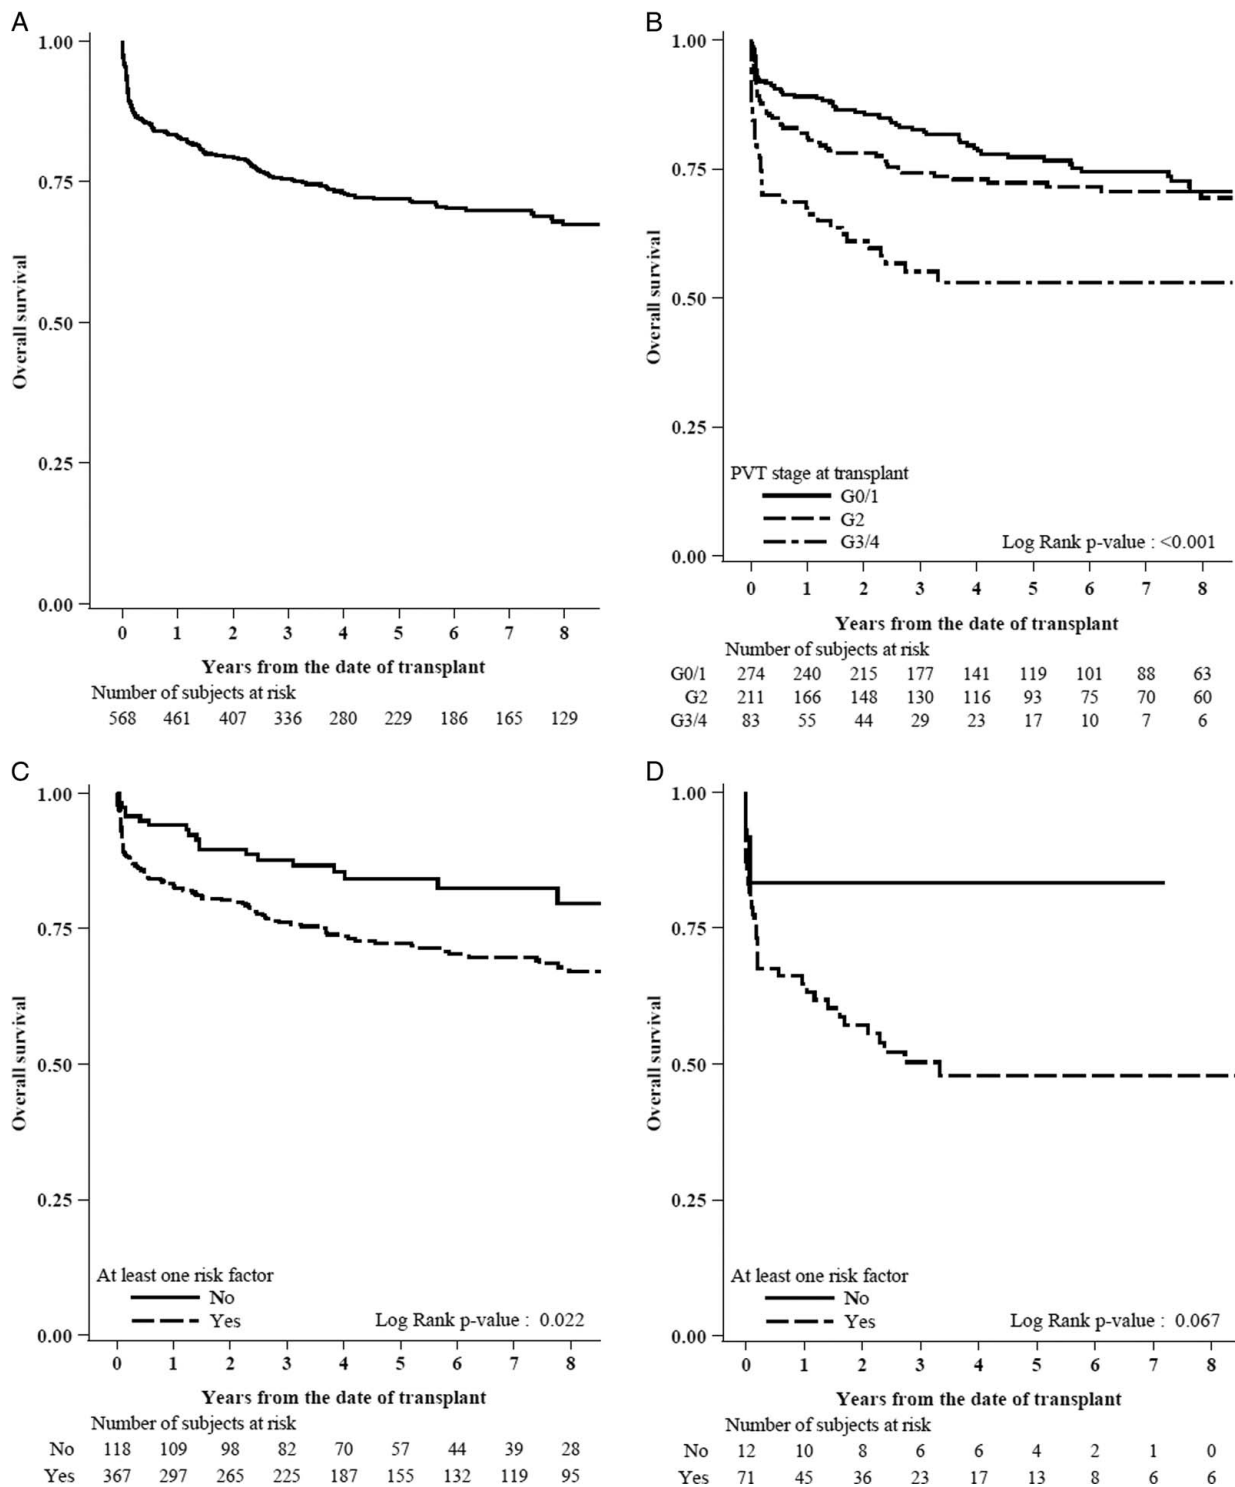 A
1.00
0.75
0.50
0.25
0.00
Overall survival
0 1 2 3 4 5 6 7 8
Years from the date of transplant
Number of subjects at risk
568 461 407 336 280 229 186 165 129
B
1.00
0.75
0.50
0.25
0.00
Overall survival
PVT stage at transplant
G0/1
G2
G3/4
Log Rank p-value : <0.001
0 1 2 3 4 5 6 7 8
Years from the date of transplant
Number of subjects at risk
G0/1 274 240 215 177 141 119 101 88 63
G2 211 166 148 130 116 93 75 70 60
G3/4 83 55 44 29 23 17 10 7 6
C
1.00
0.75
0.50
0.25
0.00
Overall survival
At least one risk factor
No
Yes
Log Rank p-value : 0.022
0 1 2 3 4 5 6 7 8
Years from the date of transplant
Number of subjects at risk
No 118 109 98 82 70 57 44 39 28
Yes 367 297 265 225 187 155 132 119 95
D
1.00
0.75
0.50
0.25
0.00
Overall survival
At least one risk factor
No
Yes
Log Rank p-value : 0.067
0 1 2 3 4 5 6 7 8
Years from the date of transplant
Number of subjects at risk
No 12 10 8 6 6 4 2 1 0
Yes 71 45 36 23 17 13 8 6 6